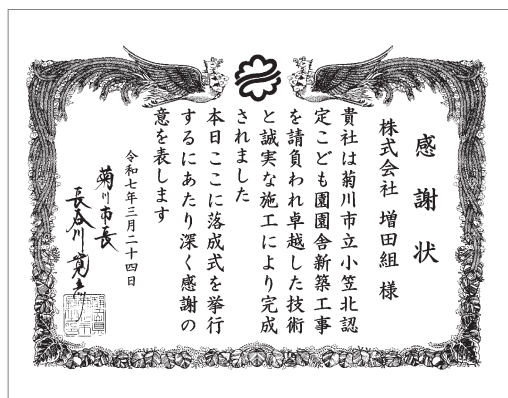 感謝状
株式会社 増田組 様
貴社は菊川市立小笠北認
定こども園園舎新築工事
を請負われ卓越した技術
と誠実な施工により完成
されました
本日ここに落成式を挙行
するにあたり深く感謝の
意を表します
令和七年三月二十四日
菊川市長
長谷川寛彦